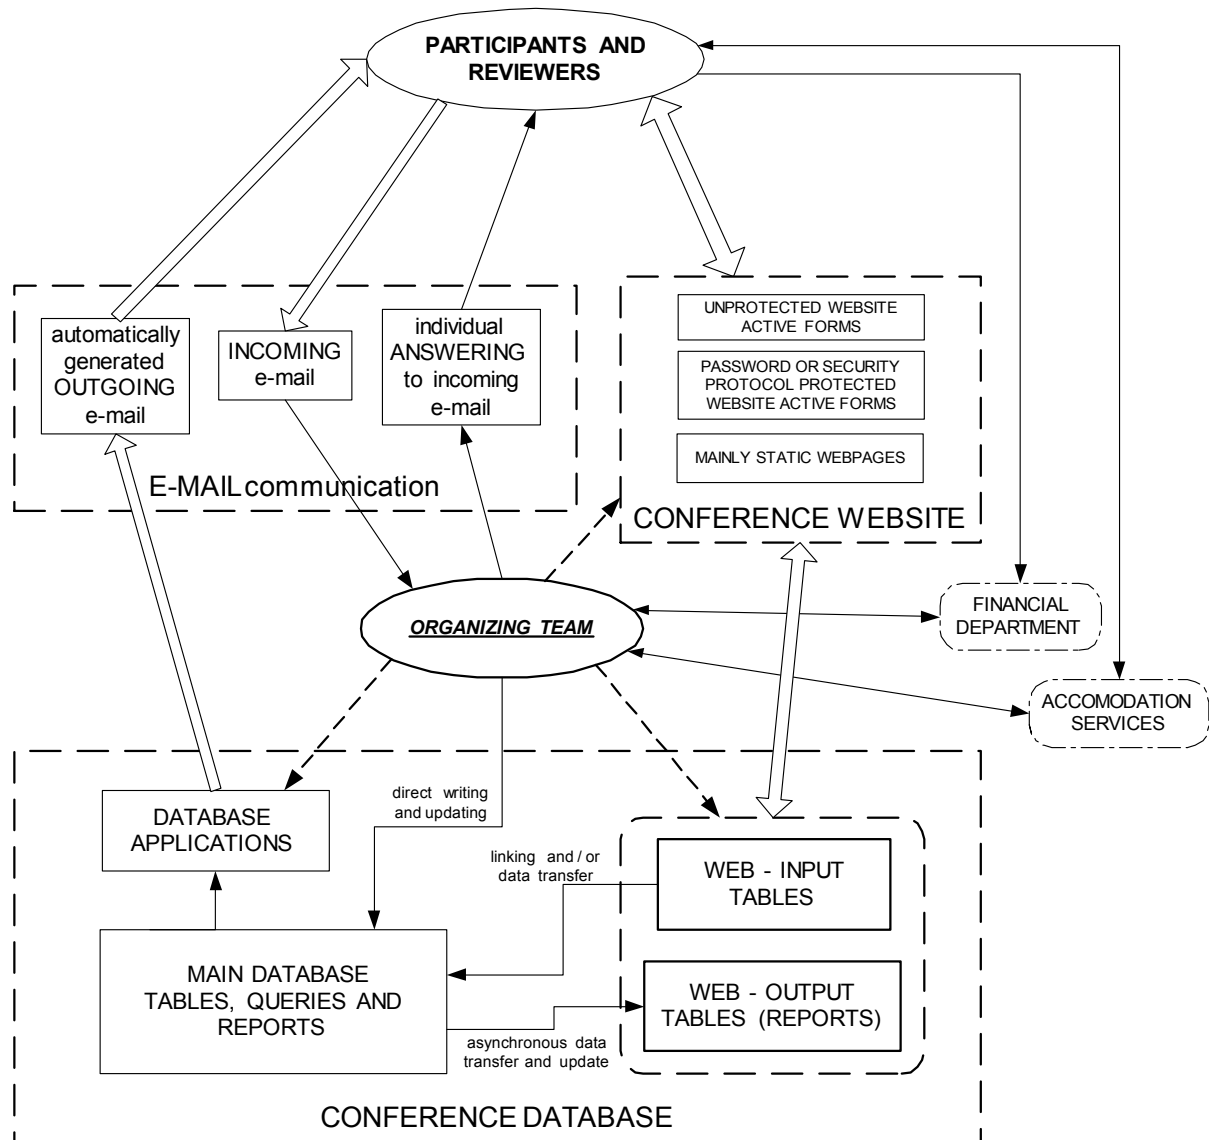 PARTICIPANTS AND
REVIEWERS
automatically
generated
OUTGOING
e-mail
INCOMING
e-mail
individual
ANSWERING
to incoming
e-mail
E-MAIL communication
UNPROTECTED WEBSITE
ACTIVE FORMS
PASSWORD OR SECURITY
PROTOCOL PROTECTED
WEBSITE ACTIVE FORMS
MAINLY STATIC WEBPAGES
CONFERENCE WEBSITE
ORGANIZING TEAM
FINANCIAL
DEPARTMENT
ACCOMODATION
SERVICES
DATABASE
APPLICATIONS
direct writing
and updating
linking and / or
data transfer
WEB - INPUT
TABLES
MAIN DATABASE
TABLES, QUERIES AND
REPORTS
WEB - OUTPUT
TABLES (REPORTS)
asynchronous data
transfer and update
CONFERENCE DATABASE